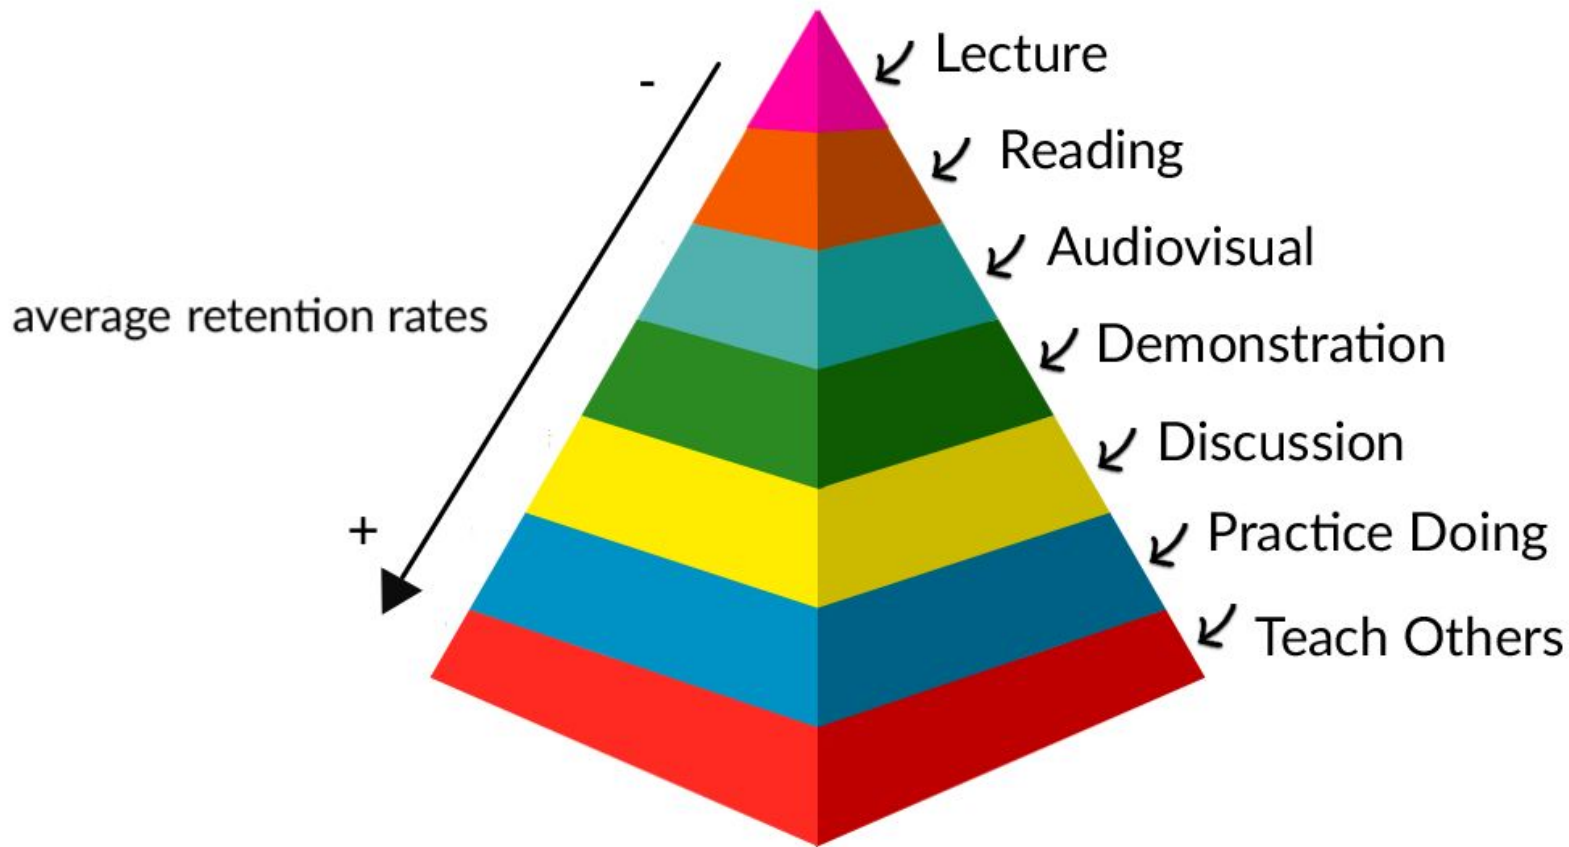 -
Lecture
Reading
Audiovisual
average retention rates
Demonstration
Discussion
+
Practice Doing
Teach Others